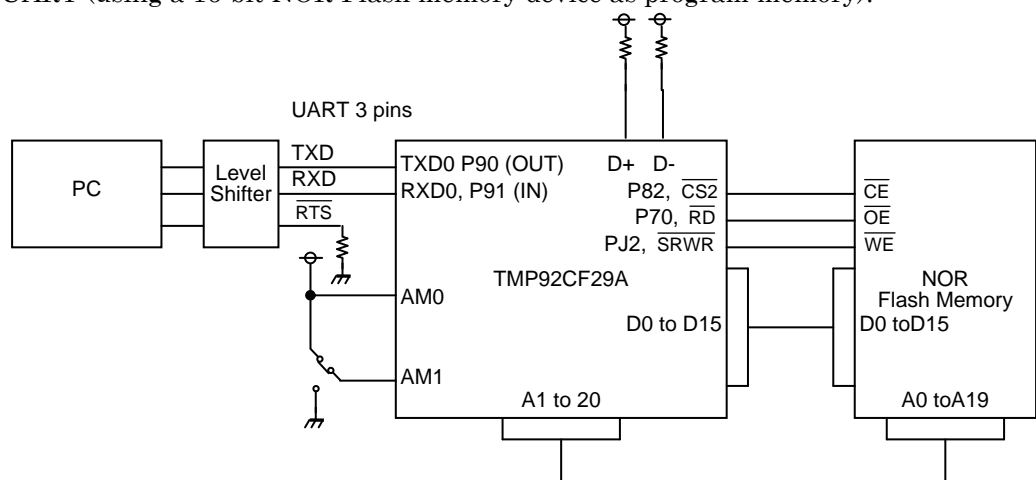 UART (using a 16-bit NOR Flash memory device as program memory).
UART 3 pins
PC
Level
Shifter
TXD
RXD
RTS
TXD0 P90 (OUT)
RXD0, P91 (IN)
D+ D-
P82, CS2
P70, RD
PJ2, SRWR
TMP92CF29A
AM0
AM1
D0 to D15
A1 to 20
CE
OE
WE
NOR
Flash Memory
D0 toD15
A0 toA19